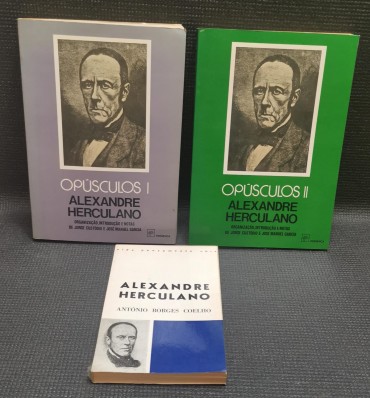 OPÚSCULOS I
ALEXANDRE
HERCULANO
ORGANIZAÇÃO, INTRODUÇÃO E NOTAS
DE JORGE CUSTÓDIO E JOSÉ MANUEL GARCIA
OPÚSCULOS II
ALEXANDRE
HERCULANO
ORGANIZAÇÃO, INTRODUÇÃO E NOTAS
DE JORGE CUSTÓDIO E JOSÉ MANUEL GARCIA
ALEXANDRE
HERCULANO
ANTÓNIO BORGES COELHO